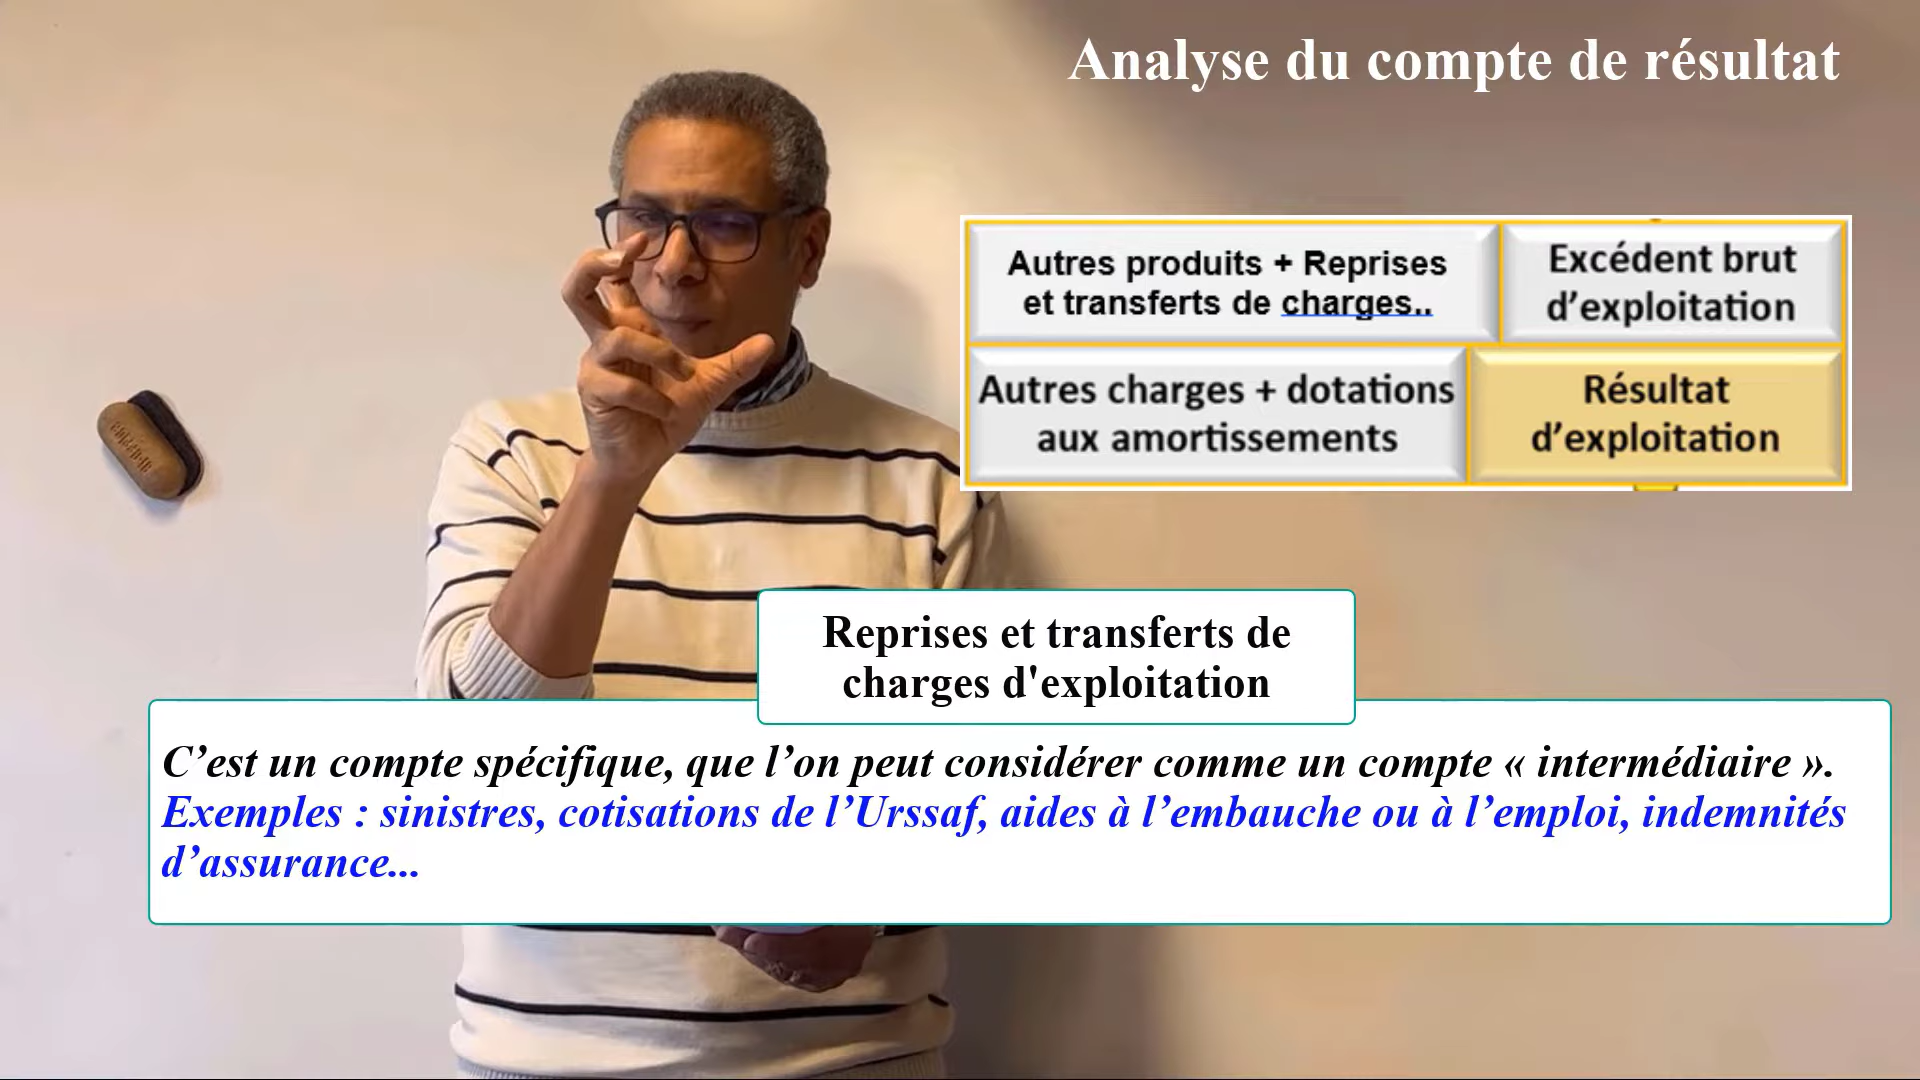 Analyse du compte de résultat
Autres produits + Reprises
et transferts de charges..
Excédent brut
d’exploitation
Autres charges + dotations
aux amortissements
Résultat
d’exploitation
Reprises et transferts de
charges d'exploitation
C’est un compte spécifique, que l’on peut considérer comme un compte « intermédiaire ».
Exemples : sinistres, cotisations de l’Urssaf, aides à l’embauche ou à l’emploi, indemnités
d’assurance...